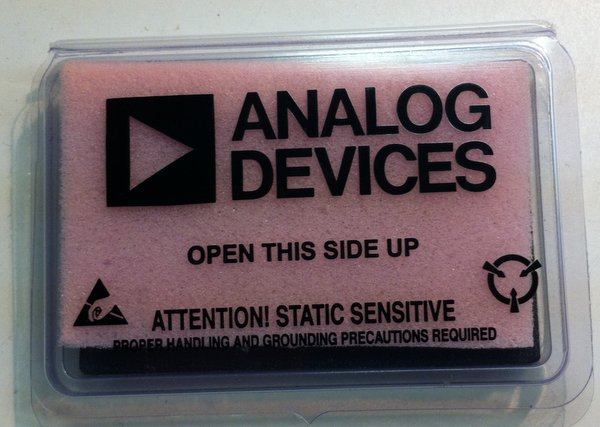 ANALOG
DEVICES
OPEN THIS SIDE UP
ATTENTION! STATIC SENSITIVE
PROPER HANDLING AND GROUNDING PRECAUTIONS REQUIRED